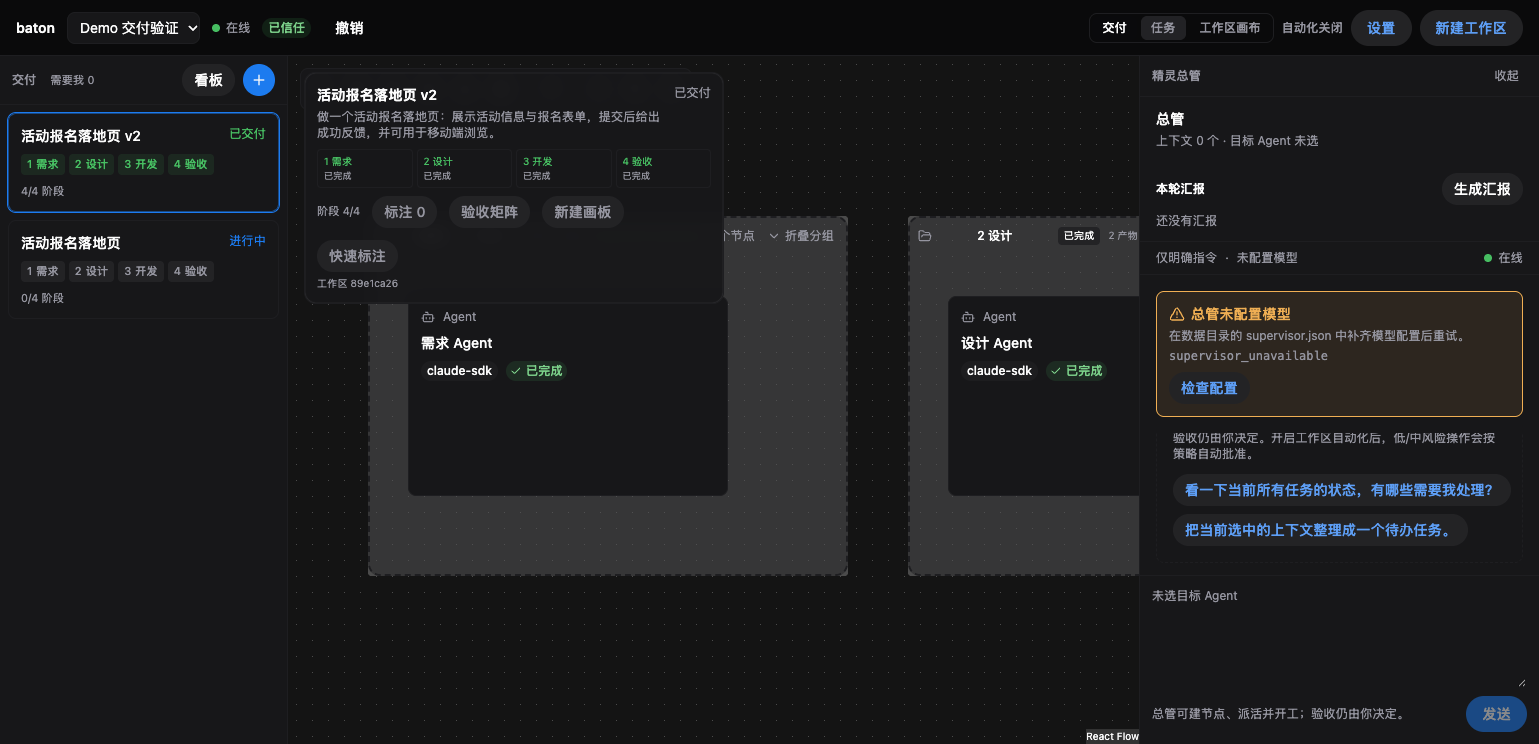 baton
Demo 交付验证
在线
已信任
撤销
交付
任务
工作区画布
自动化关闭
设置
新建工作区
交付
需要我 0
看板
+
活动报名落地页 v2
已交付
1 需求
2 设计
3 开发
4 验收
4/4 阶段
活动报名落地页
进行中
1 需求
2 设计
3 开发
4 验收
0/4 阶段
活动报名落地页 v2
已交付
做一个活动报名落地页：展示活动信息与报名表单，提交后给出
成功反馈，并可用于移动端浏览。
1 需求
已完成
2 设计
已完成
3 开发
已完成
4 验收
已完成
阶段 4/4
标注 0
验收矩阵
新建画板
快速标注
工作区 89e1ca26
个节点
折叠分组
Agent
需求 Agent
claude-sdk
已完成
2 设计
已完成
2 产物
Agent
设计 Agent
claude-sdk
已完成
React Flow
精灵总管
收起
总管
上下文 0 个 · 目标 Agent 未选
本轮汇报
生成汇报
还没有汇报
仅明确指令 · 未配置模型
在线
总管未配置模型
在数据目录的 supervisor.json 中补齐模型配置后重试。
supervisor_unavailable
检查配置
验收仍由你决定。开启工作区自动化后，低/中风险操作会按
策略自动批准。
看一下当前所有任务的状态，有哪些需要我处理？
把当前选中的上下文整理成一个待办任务。
未选目标 Agent
总管可建节点、派活并开工；验收仍由你决定。
发送